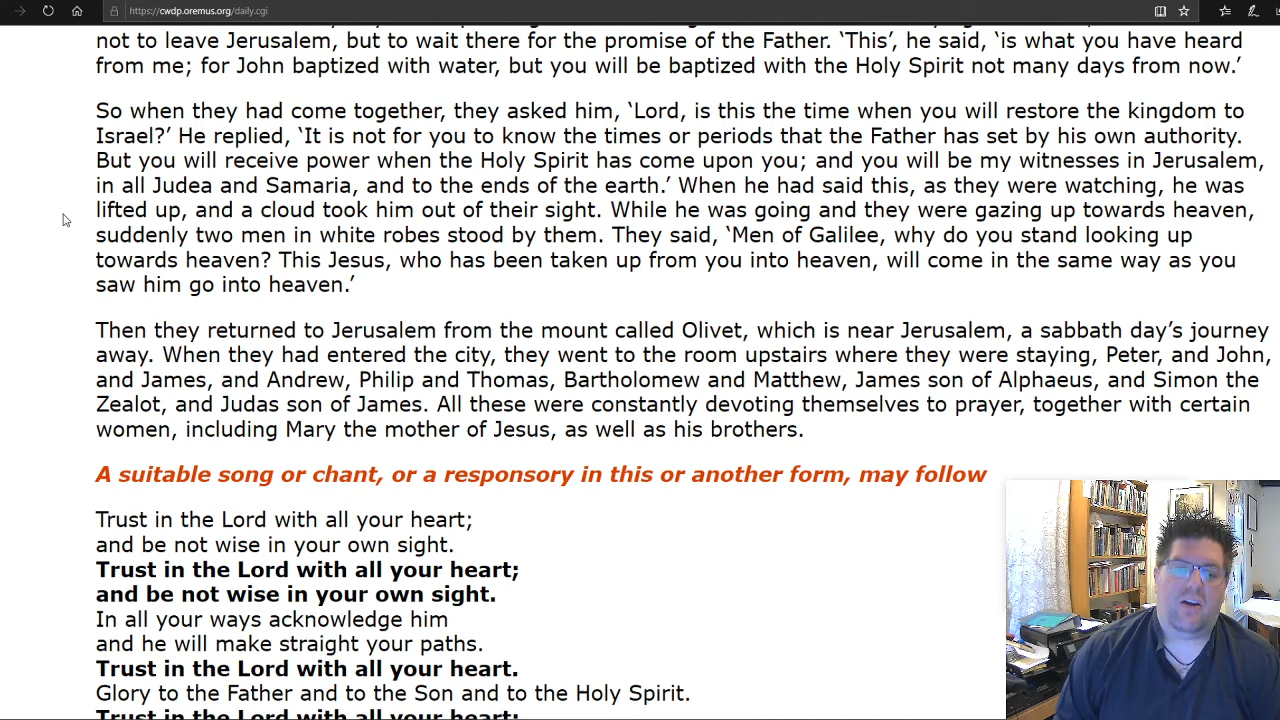 https://cwdp.oremus.org/daily.cgi
not to leave Jerusalem, but to wait there for the promise of the Father. ‘This’, he said, ‘is what you have heard
from me; for John baptized with water, but you will be baptized with the Holy Spirit not many days from now.’
So when they had come together, they asked him, ‘Lord, is this the time when you will restore the kingdom to
Israel?’ He replied, ‘It is not for you to know the times or periods that the Father has set by his own authority.
But you will receive power when the Holy Spirit has come upon you; and you will be my witnesses in Jerusalem,
in all Judea and Samaria, and to the ends of the earth.’ When he had said this, as they were watching, he was
lifted up, and a cloud took him out of their sight. While he was going and they were gazing up towards heaven,
suddenly two men in white robes stood by them. They said, ‘Men of Galilee, why do you stand looking up
towards heaven? This Jesus, who has been taken up from you into heaven, will come in the same way as you
saw him go into heaven.’
Then they returned to Jerusalem from the mount called Olivet, which is near Jerusalem, a sabbath day’s journey
away. When they had entered the city, they went to the room upstairs where they were staying, Peter, and John,
and James, and Andrew, Philip and Thomas, Bartholomew and Matthew, James son of Alphaeus, and Simon the
Zealot, and Judas son of James. All these were constantly devoting themselves to prayer, together with certain
women, including Mary the mother of Jesus, as well as his brothers.
A suitable song or chant, or a responsory in this or another form, may follow
Trust in the Lord with all your heart;
and be not wise in your own sight.
Trust in the Lord with all your heart;
and be not wise in your own sight.
In all your ways acknowledge him
and he will make straight your paths.
Trust in the Lord with all your heart.
Glory to the Father and to the Son and to the Holy Spirit.
Trust in the Lord with all your heart;